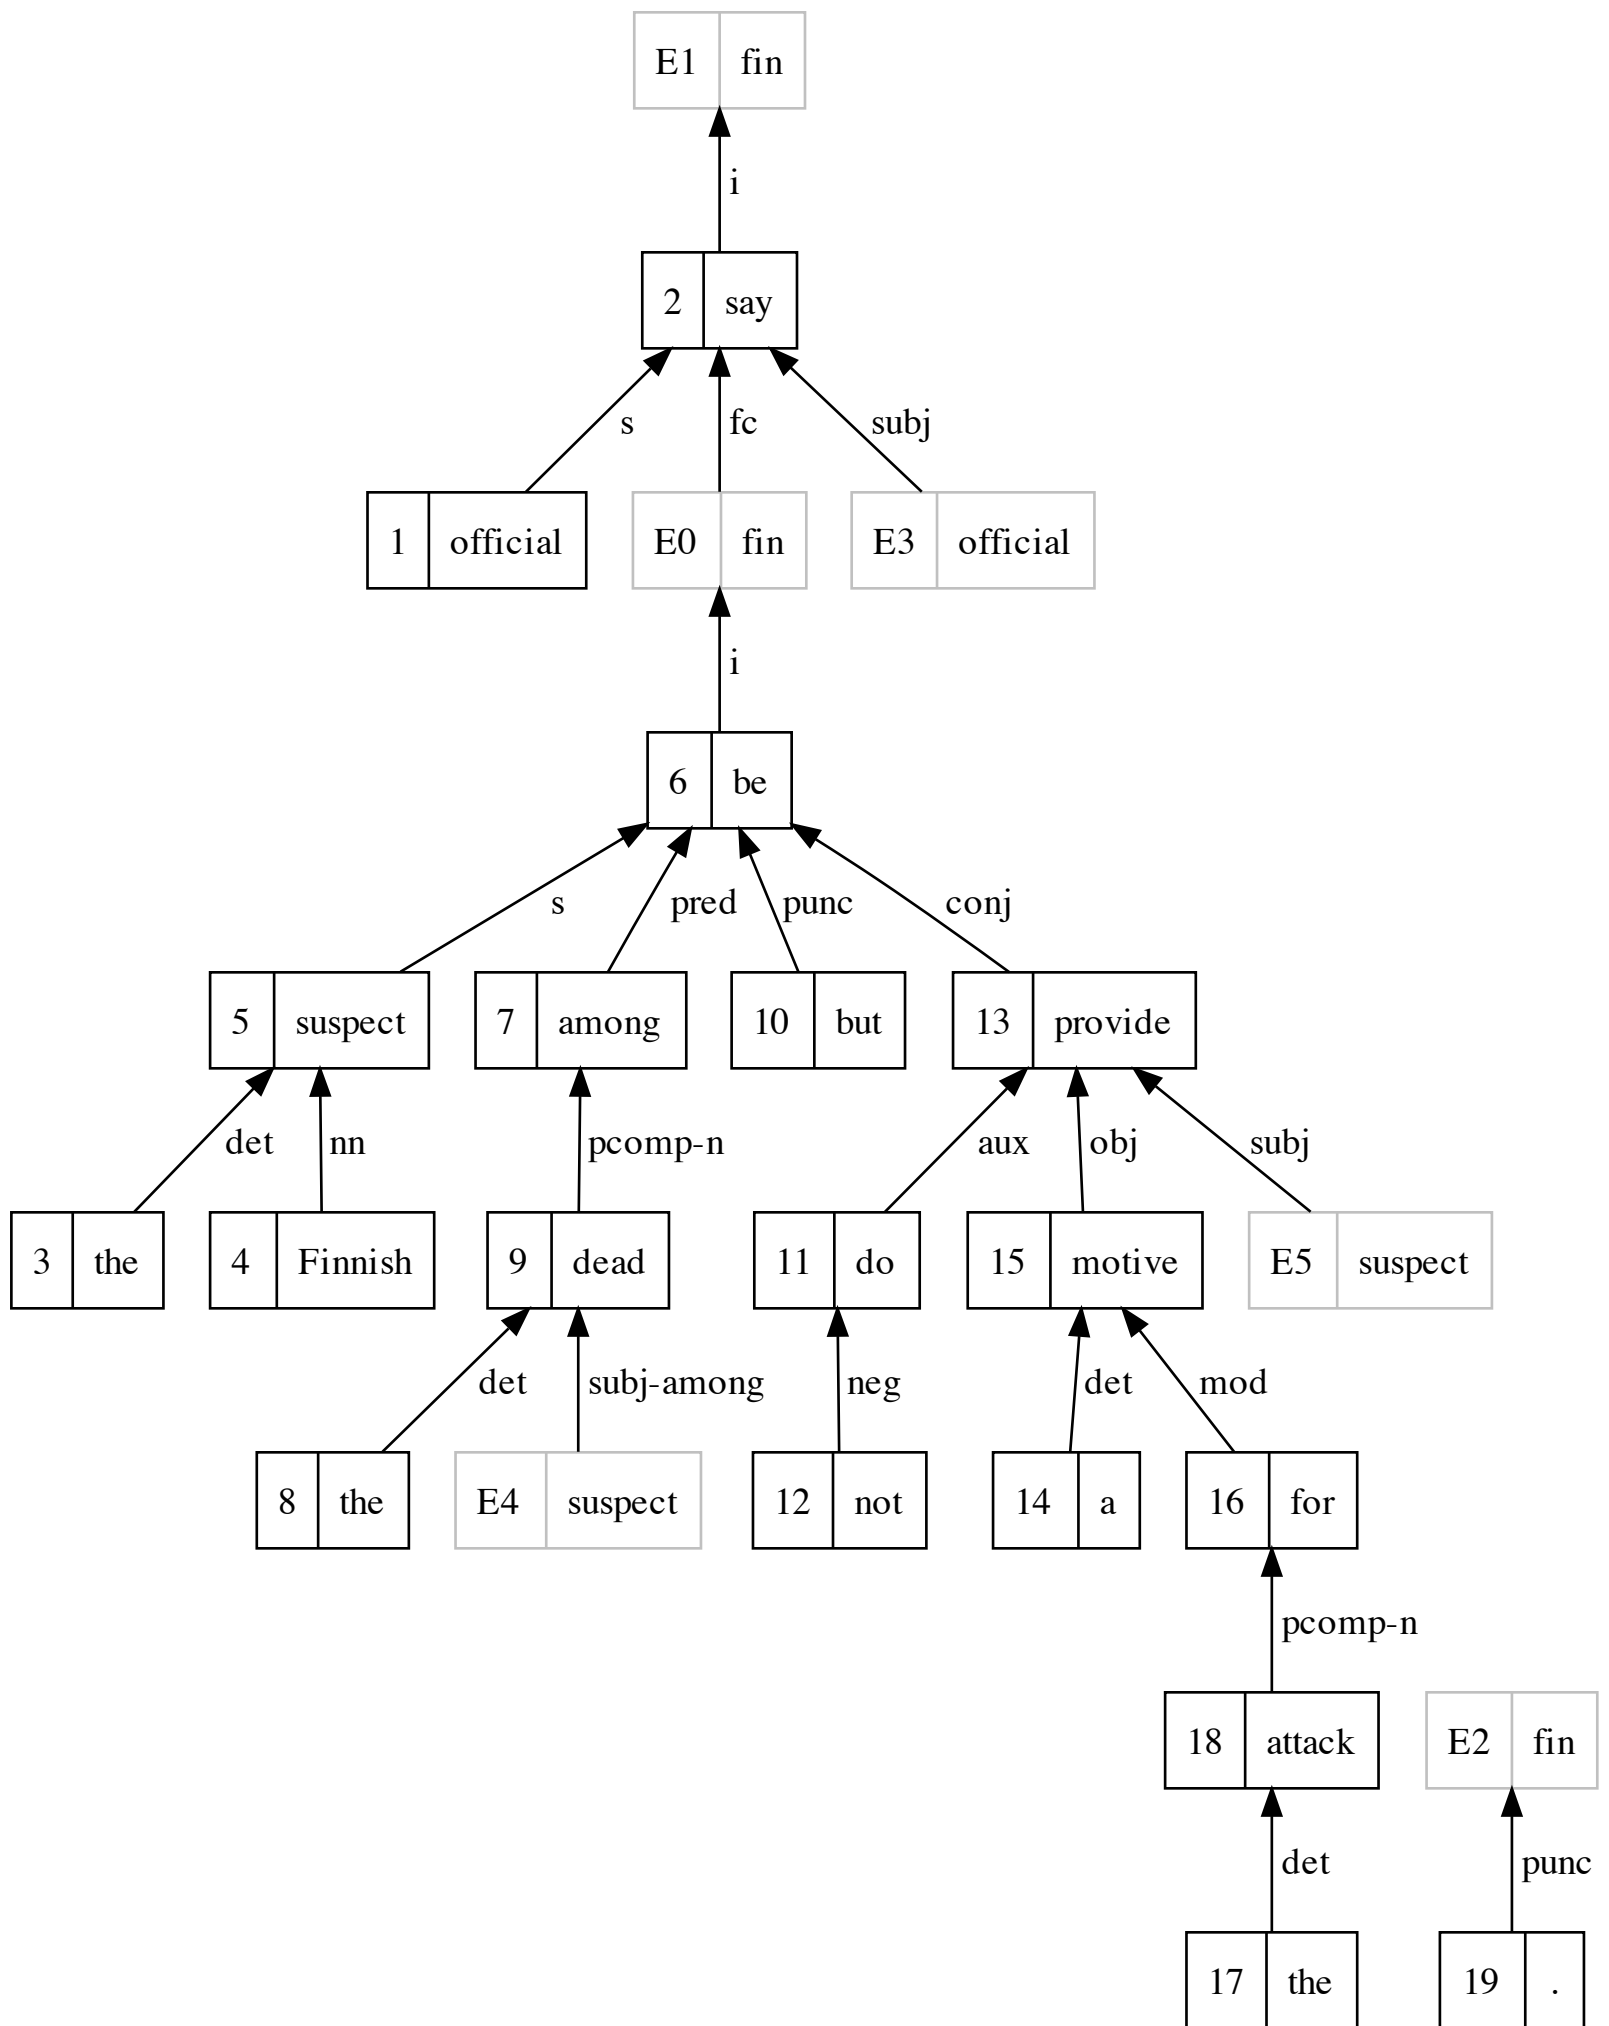 E1 fin
i
2 say
s fc subj
1 official E0 fin E3 official
i
6 be
s pred punc conj
5 suspect 7 among 10 but 13 provide
det nn pcomp-n aux obj subj
3 the 4 Finnish 9 dead 11 do 15 motive E5 suspect
det subj-among neg det mod
8 the E4 suspect 12 not 14 a 16 for
pcomp-n
18 attack E2 fin
det punc
17 the 19 .